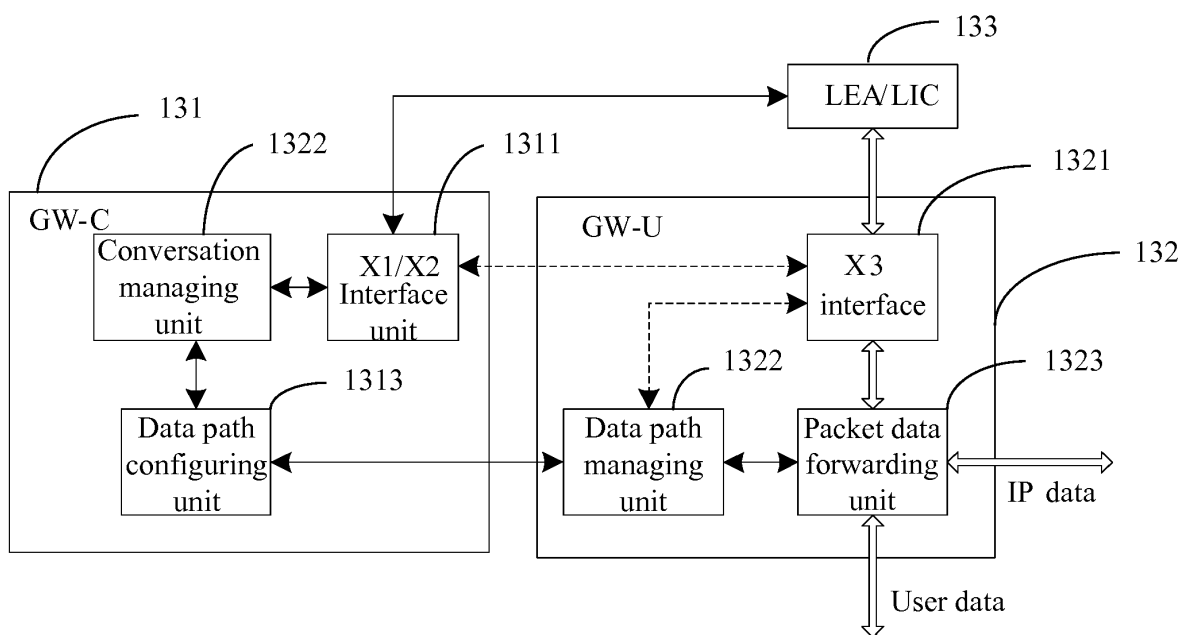 133
LEA/LIC
131
1322
1311
1321
GW-C
Conversation
managing
unit
X1/X2
Interface
unit
GW-U
X3
interface
132
1313
Data path
configuring
unit
1322
Data path
managing
unit
1323
Packet data
forwarding
unit
IP data
User data